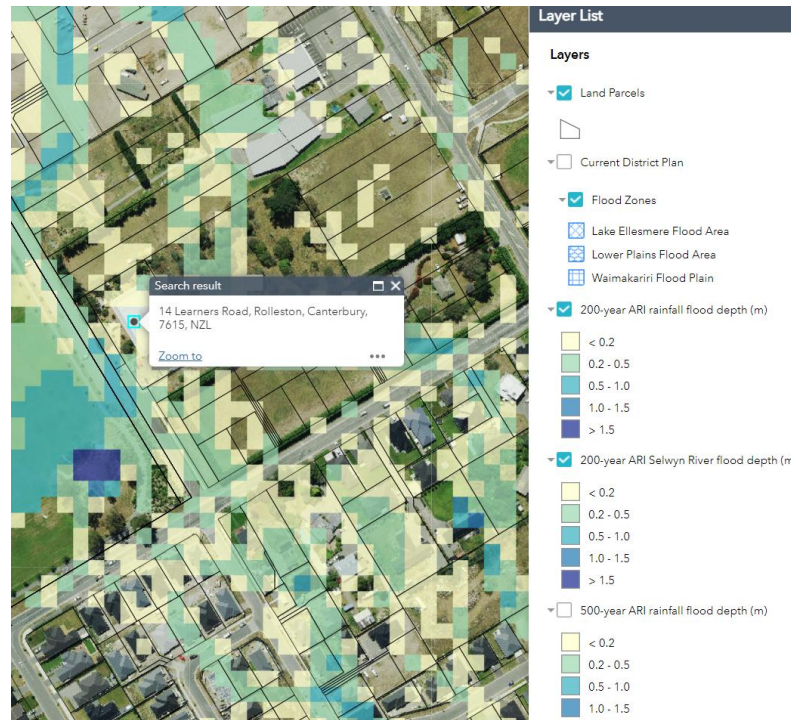 Layer List
Layers
Land Parcels
Current District Plan
Flood Zones
Lake Ellesmere Flood Area
Lower Plains Flood Area
Waimakariri Flood Plain
200-year ARI rainfall flood depth (m)
< 0.2
0.2 - 0.5
0.5 - 1.0
1.0 - 1.5
> 1.5
200-year ARI Selwyn River flood depth (m
< 0.2
0.2 - 0.5
0.5 - 1.0
1.0 - 1.5
> 1.5
500-year ARI rainfall flood depth (m)
< 0.2
0.2 - 0.5
0.5 - 1.0
1.0 - 1.5
Search result
14 Learners Road, Rolleston, Canterbury,
7615, NZL
Zoom to